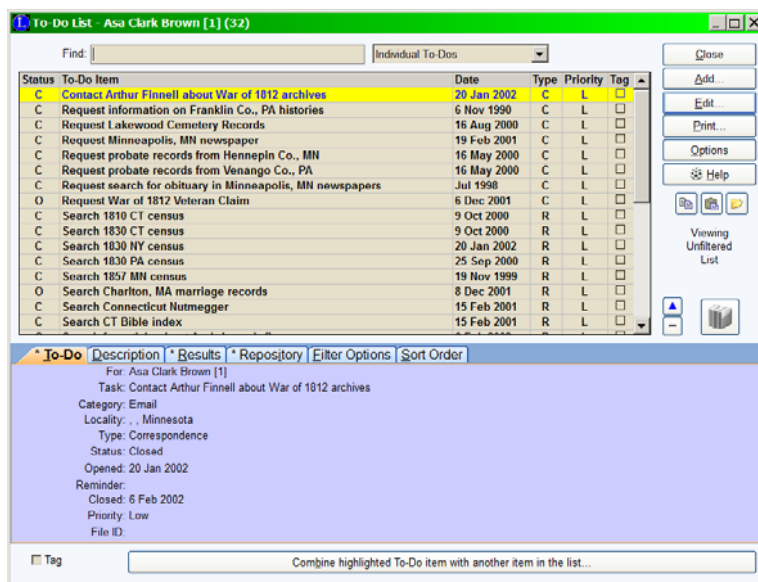 To-Do List - Asa Clark Brown [1] (32)
Find: Individual To-Dos Close
Status To-Do Item Date Type Priority Tag Add...
C Contact Arthur Finnell about War of 1812 archives 20 Jan 2002 C L
C Request information on Franklin Co., PA histories 6 Nov 1990 C L Edit...
C Request Lakewood Cemetery Records 16 Aug 2000 C L
C Request Minneapolis, MN newspaper 19 Feb 2001 C L Print...
C Request probate records from Hennepin Co., MN 16 May 2000 C L
C Request probate records from Venango Co., PA 16 May 2000 C L Options
C Request search for obituary in Minneapolis, MN newspapers Jul 1998 C L Help
O Request War of 1812 Veteran Claim 6 Dec 2001 C L
C Search 1810 CT census 9 Oct 2000 R L
C Search 1830 CT census 9 Oct 2000 R L Viewing
C Search 1830 NY census 20 Jan 2002 R L Unfiltered
C Search 1830 PA census 25 Sep 2000 R L List
C Search 1857 MN census 19 Nov 1999 R L
O Search Charlton, MA marriage records 8 Dec 2001 R L
C Search Connecticut Nutmegger 15 Feb 2001 R L
C Search CT Bible index 15 Feb 2001 R L
* To-Do Description * Results * Repository Filter Options Sort Order
For: Asa Clark Brown [1]
Task: Contact Arthur Finnell about War of 1812 archives
Category: Email
Locality: , , Minnesota
Type: Correspondence
Status: Closed
Opened: 20 Jan 2002
Reminder:
Closed: 6 Feb 2002
Priority: Low
File ID:
Tag Combine highlighted To-Do item with another item in the list...